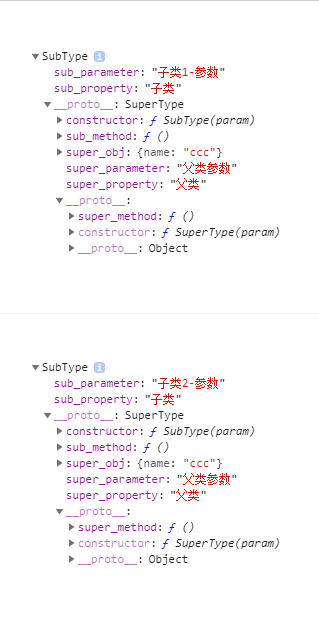 ▼SubType i
sub_parameter: "子类1-参数"
sub_property: "子类"
▼__proto__: SuperType
▶constructor: ƒ SubType(param)
▶sub_method: ƒ ()
▶super_obj: {name: "ccc"}
super_parameter: "父类参数"
super_property: "父类"
▼__proto__:
▶super_method: ƒ ()
▶constructor: ƒ SuperType(param)
▶__proto__: Object
▼SubType i
sub_parameter: "子类2-参数"
sub_property: "子类"
▼__proto__: SuperType
▶constructor: ƒ SubType(param)
▶sub_method: ƒ ()
▶super_obj: {name: "ccc"}
super_parameter: "父类参数"
super_property: "父类"
▼__proto__:
▶super_method: ƒ ()
▶constructor: ƒ SuperType(param)
▶__proto__: Object